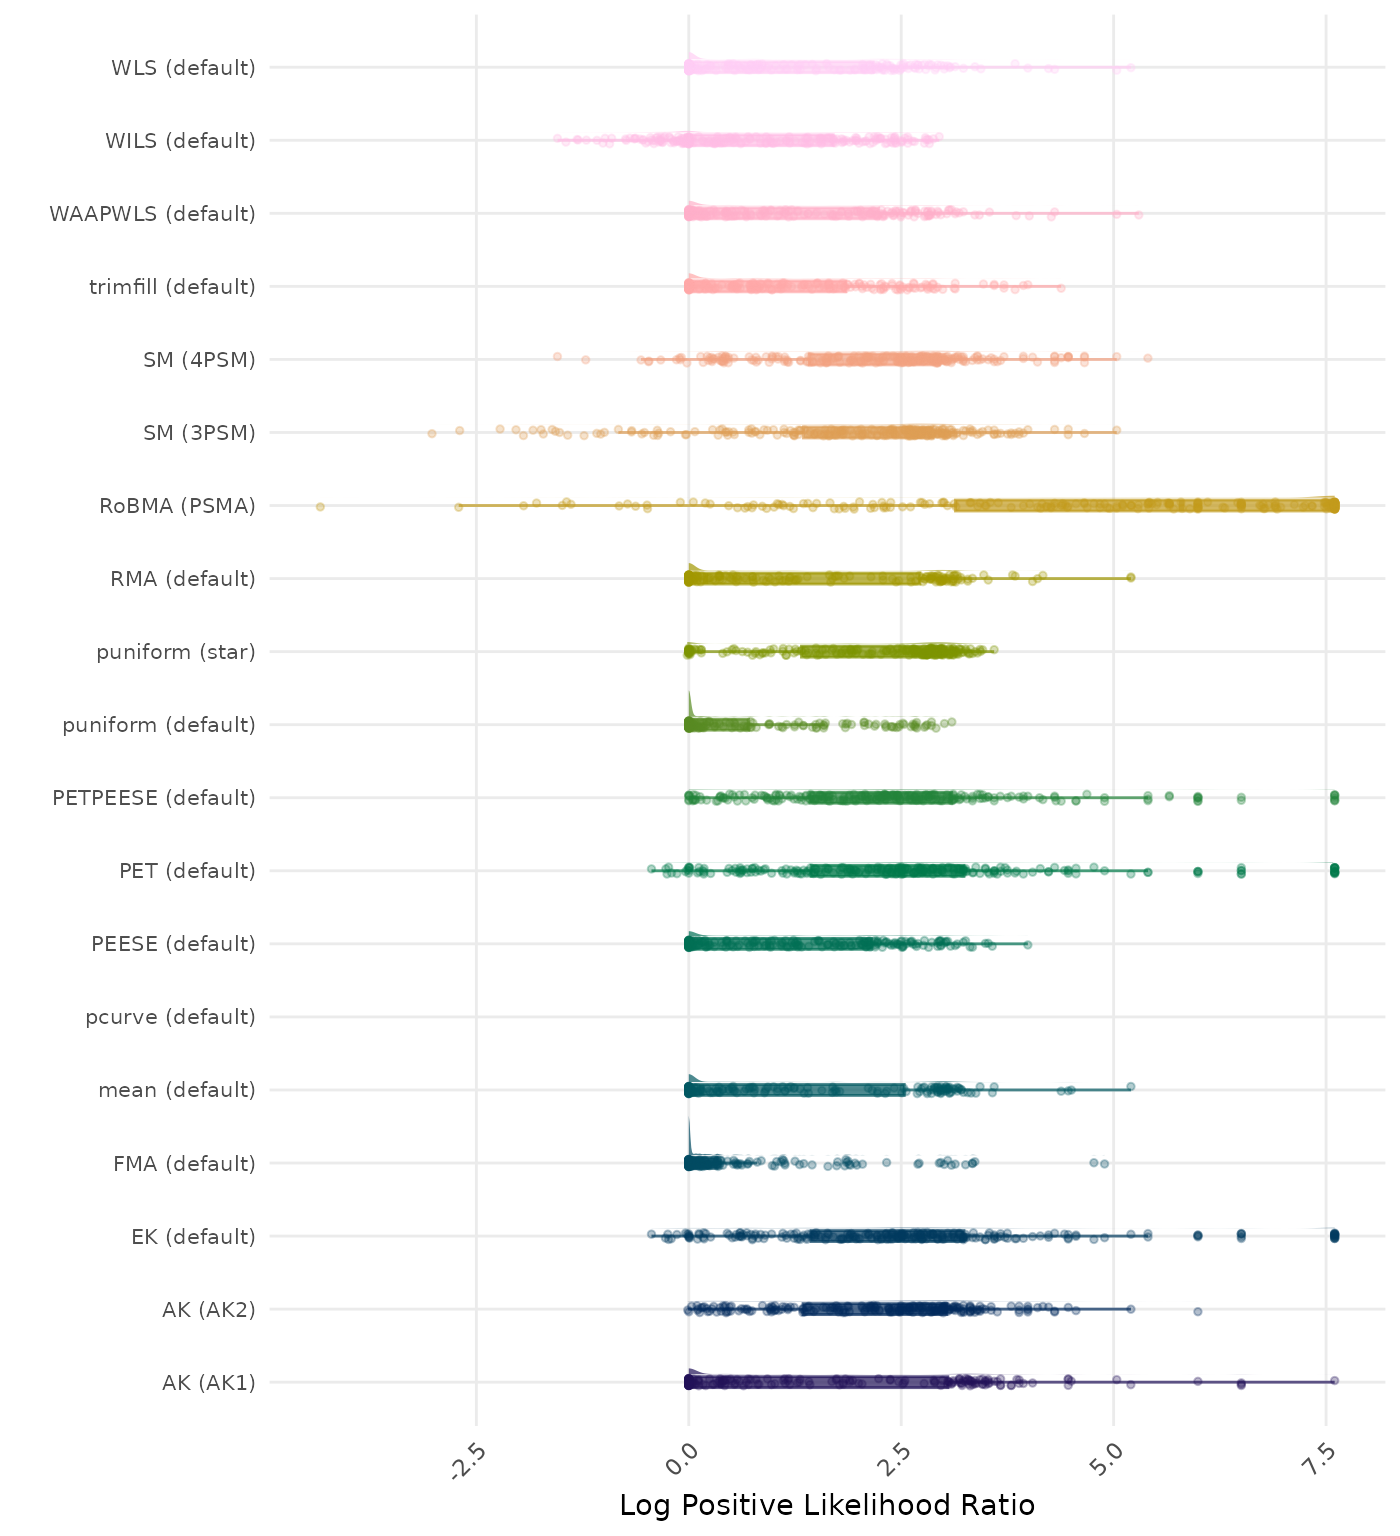 WLS (default)
WILS (default)
WAAPWLS (default)
trimfill (default)
SM (4PSM)
SM (3PSM)
RoBMA (PSMA)
RMA (default)
puniform (star)
puniform (default)
PETPEESE (default)
PET (default)
PEESE (default)
pcurve (default)
mean (default)
FMA (default)
EK (default)
AK (AK2)
AK (AK1)
-2.5 0.0 2.5 5.0 7.5
Log Positive Likelihood Ratio